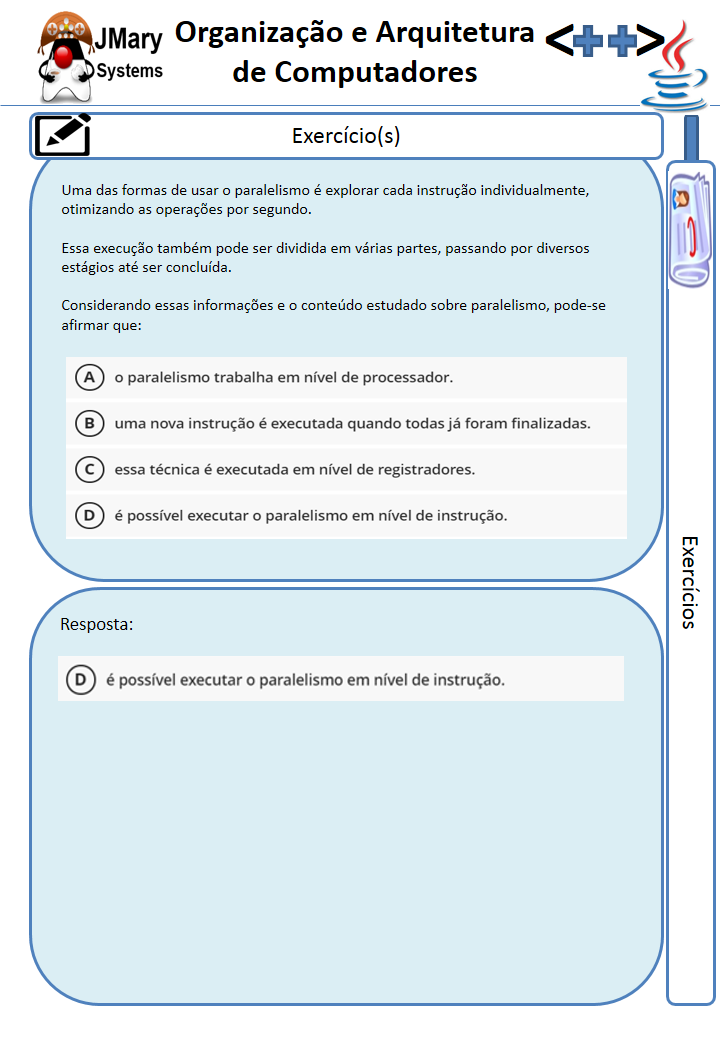 JMary
Systems
Organização e Arquitetura
de Computadores
<++>
Exercício(s)
Uma das formas de usar o paralelismo é explorar cada instrução individualmente,
otimizando as operações por segundo.
Essa execução também pode ser dividida em várias partes, passando por diversos
estágios até ser concluída.
Considerando essas informações e o conteúdo estudado sobre paralelismo, pode-se
afirmar que:
A o paralelismo trabalha em nível de processador.
B uma nova instrução é executada quando todas já foram finalizadas.
C essa técnica é executada em nível de registradores.
D é possível executar o paralelismo em nível de instrução.
Exercícios
Resposta:
D é possível executar o paralelismo em nível de instrução.